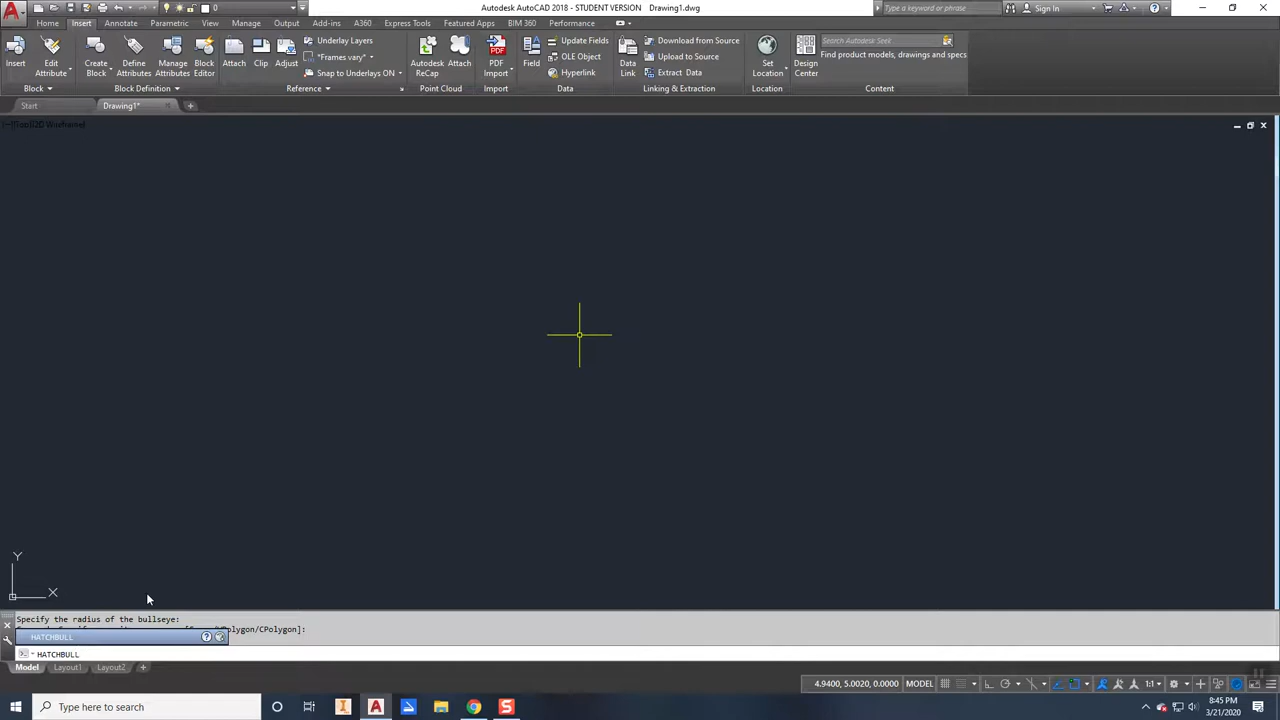 Autodesk AutoCAD 2018 - STUDENT VERSION Drawing1.dwg
Type a keyword or phrase
Sign In
0
Home Insert Annotate Parametric View Manage Output Add-ins A360 Express Tools Featured Apps BIM 360 Performance
Insert
Edit Attribute
Create Block
Define Attributes
Manage Attributes
Block Editor
Attach
Clip
Adjust
Underlay Layers
*Frames vary*
Snap to Underlays ON
Autodesk ReCap
Attach
PDF Import
Field
Update Fields
OLE Object
Hyperlink
Data Link
Download from Source
Upload to Source
Extract Data
Set Location
Design Center
Search Autodesk Seek
Find product models, drawings and specs
Block Block Definition Reference Point Cloud Import Data Linking & Extraction Location Content
Start Drawing1*
Y
X
Specify the radius of the bullseye:
Polygon/CPolygon]:
HATCHBULL
HATCHBULL
Model Layout1 Layout2
4.9400, 5.0020, 0.0000 MODEL 1:1
Type here to search
8:45 PM
3/21/2020